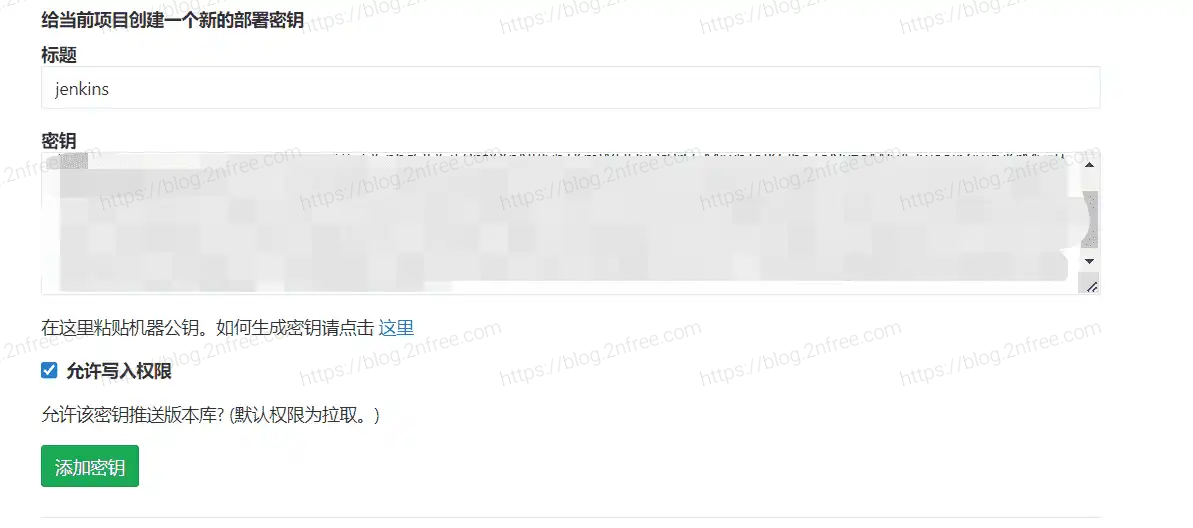 给当前项目创建一个新的部署密钥
标题
jenkins
密钥
在这里粘贴机器公钥。如何生成密钥请点击 这里
允许写入权限
允许该密钥推送版本库? (默认权限为拉取。)
添加密钥
https://blog.2nfree.com